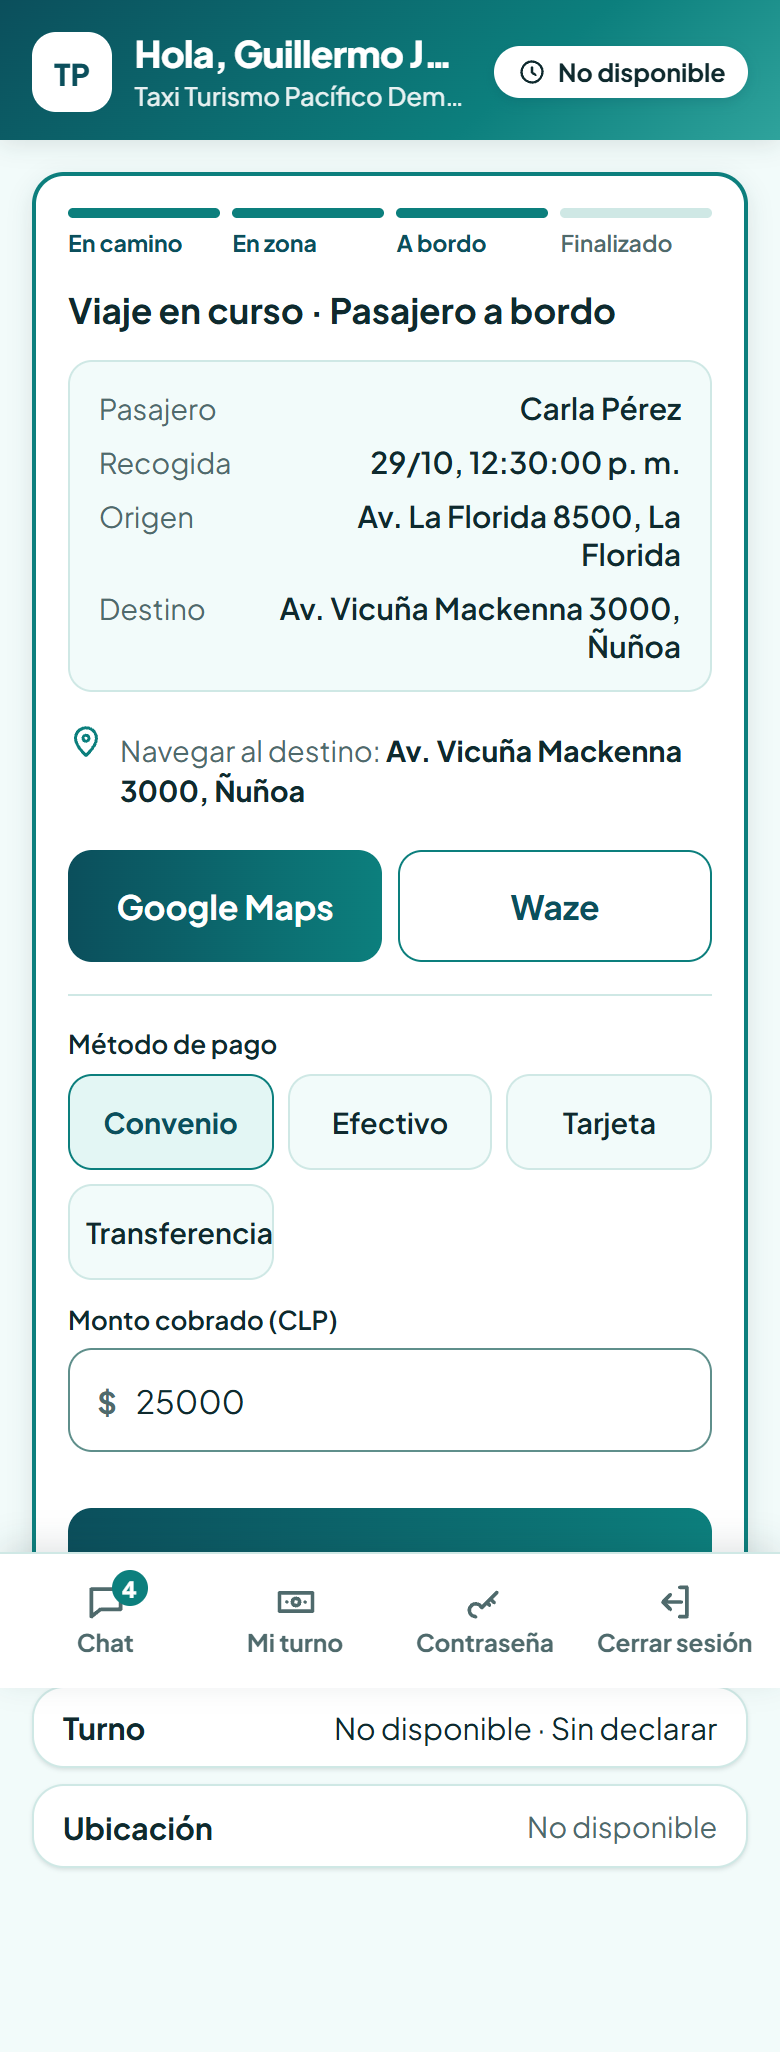 TP
Hola, Guillermo J...
Taxi Turismo Pacífico Dem...
No disponible
En camino
En zona
A bordo
Finalizado
Viaje en curso · Pasajero a bordo
Pasajero Carla Pérez
Recogida 29/10, 12:30:00 p. m.
Origen Av. La Florida 8500, La
Florida
Destino Av. Vicuña Mackenna 3000,
Ñuñoa
Navegar al destino: Av. Vicuña Mackenna
3000, Ñuñoa
Google Maps
Waze
Método de pago
Convenio
Efectivo
Tarjeta
Transferencia
Monto cobrado (CLP)
$ 25000
4
Chat
Mi turno
Contraseña
Cerrar sesión
Turno No disponible · Sin declarar
Ubicación No disponible